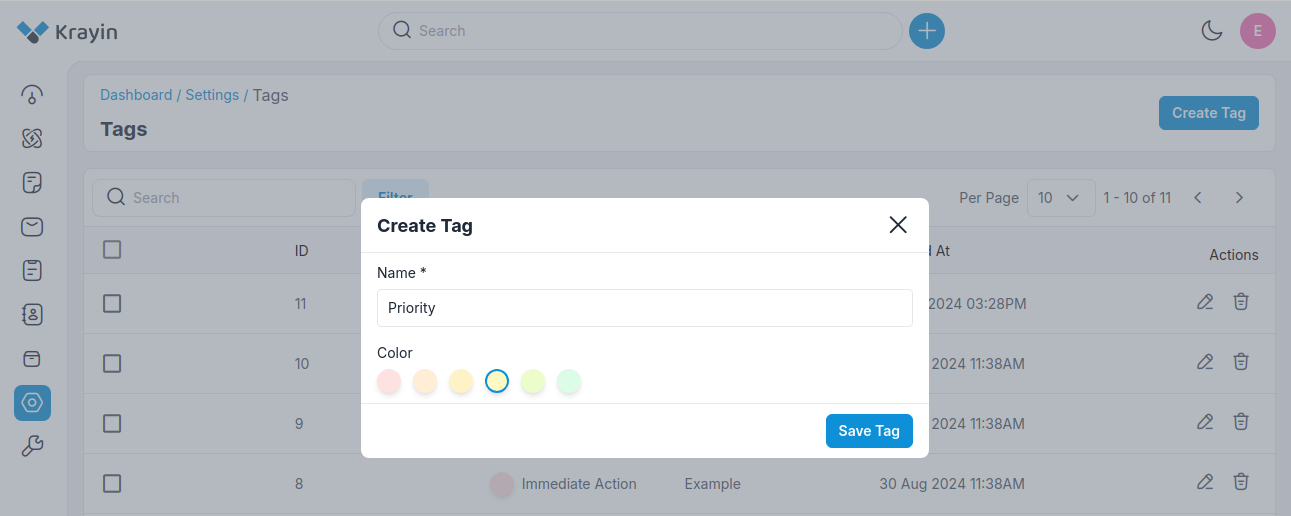 Krayin
Search
E
Dashboard / Settings / Tags
Tags
Create Tag
Search
Filter
Per Page 10 1 - 10 of 11
ID At Actions
11 2024 03:28PM
10 2024 11:38AM
9 2024 11:38AM
8 Immediate Action Example 30 Aug 2024 11:38AM
Create Tag
Name *
Priority
Color
Save Tag